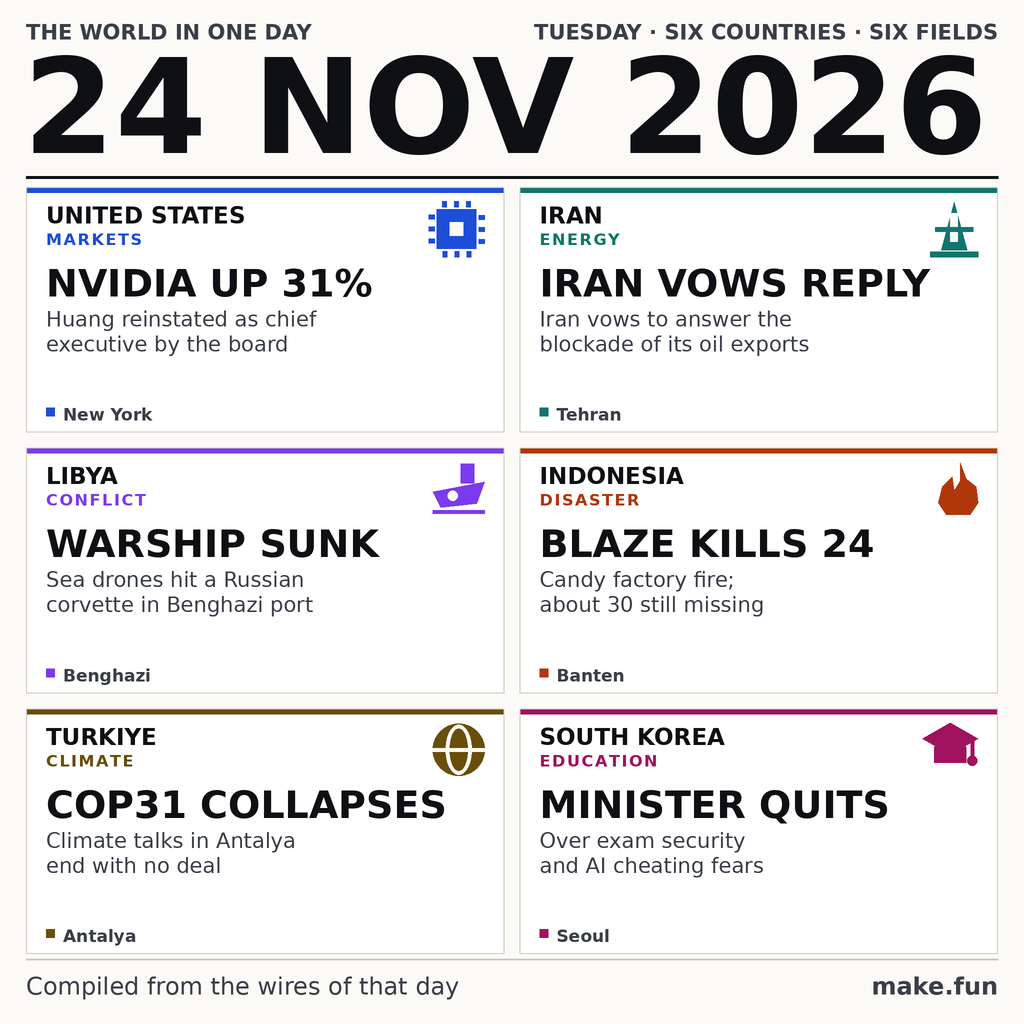 THE WORLD IN ONE DAY
TUESDAY · SIX COUNTRIES · SIX FIELDS
24 NOV 2026
UNITED STATES
MARKETS
NVIDIA UP 31%
Huang reinstated as chief
executive by the board
New York
IRAN
ENERGY
IRAN VOWS REPLY
Iran vows to answer the
blockade of its oil exports
Tehran
LIBYA
CONFLICT
WARSHIP SUNK
Sea drones hit a Russian
corvette in Benghazi port
Benghazi
INDONESIA
DISASTER
BLAZE KILLS 24
Candy factory fire;
about 30 still missing
Banten
TURKIYE
CLIMATE
COP31 COLLAPSES
Climate talks in Antalya
end with no deal
Antalya
SOUTH KOREA
EDUCATION
MINISTER QUITS
Over exam security
and AI cheating fears
Seoul
Compiled from the wires of that day
make.fun